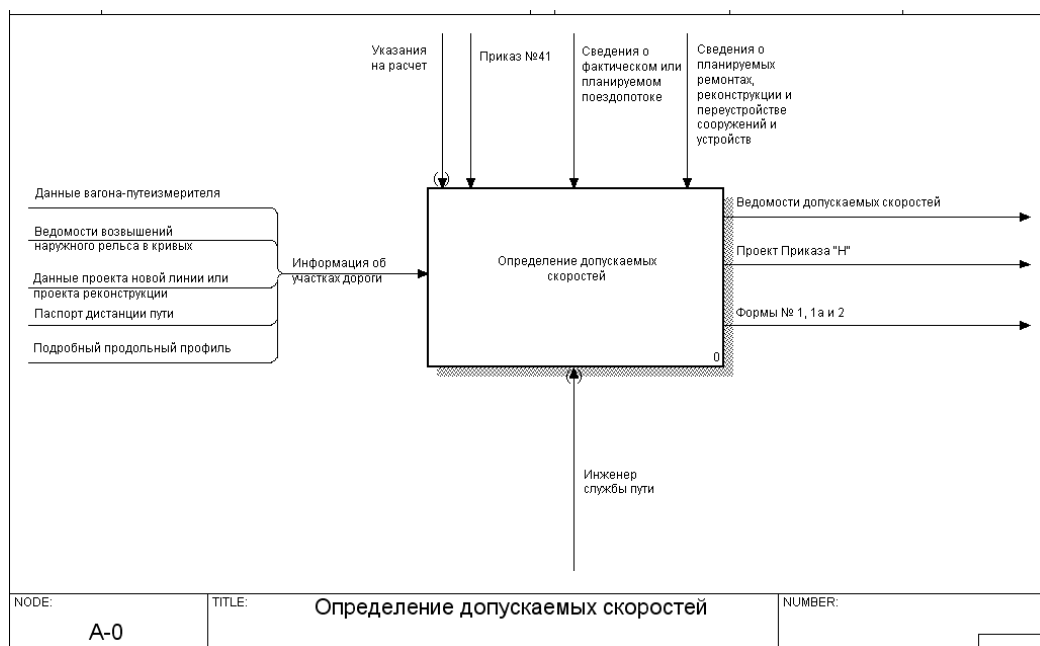 Указания
на расчет
Приказ №41
Сведения о
фактическом или
планируемом
поездопотоке
Сведения о
планируемых
ремонтах,
реконструкции и
переустройстве
сооружений и
устройств
Данные вагона-путеизмерителя
Ведомости возвышений
наружного рельса в кривых
Данные проекта новой линии или
проекта реконструкции
Паспорт дистанции пути
Подробный продольный профиль
Информация об
участках дороги
Определение допускаемых
скоростей
0
Ведомости допускаемых скоростей
Проект Приказа "Н"
Формы № 1, 1а и 2
Инженер
службы пути
NODE:
A-0
TITLE:
Определение допускаемых скоростей
NUMBER: